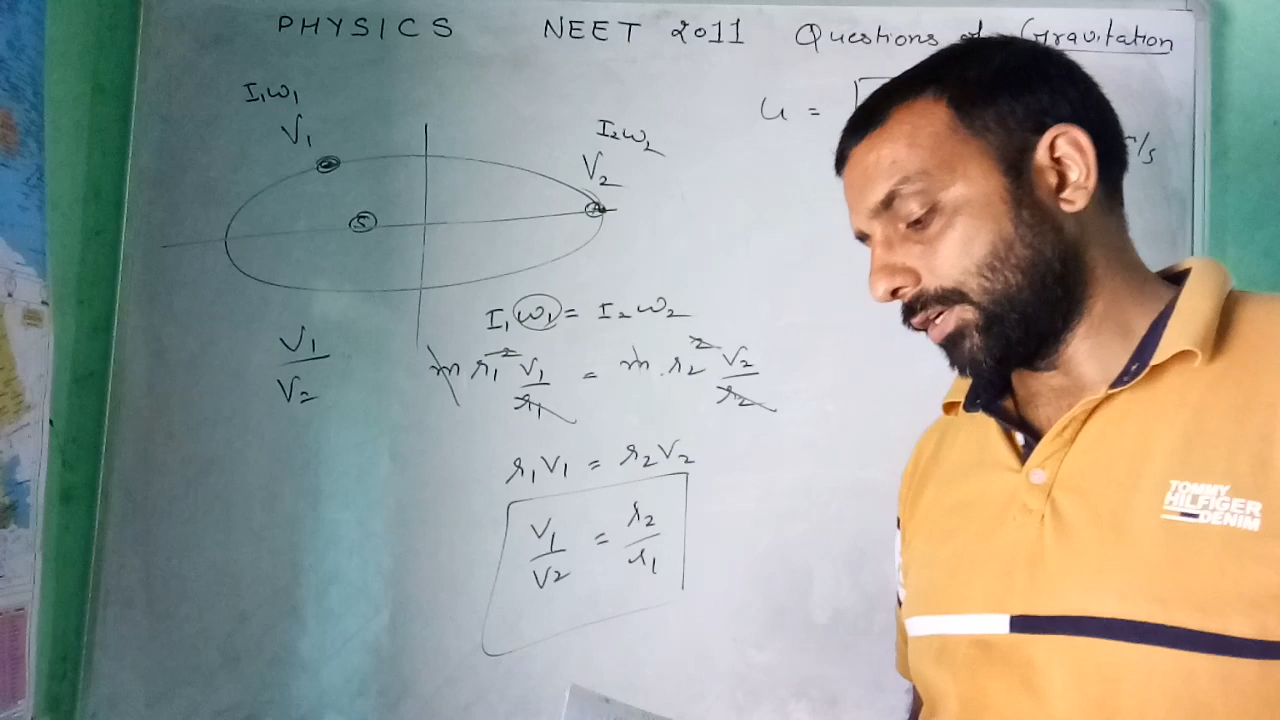 PHYSICS NEET 2011 Questions of Gravitation
I₁ω₁
V₁
I₂ω₂
V₂
u = √
r/s
S
I₁ω₁ = I₂ω₂
V₁/V₂
m r₁² V₁/r₁ = m. r₂² V₂/r₂
r₁V₁ = r₂V₂
V₁/V₂ = r₂/r₁
TOMMY
HILFIGER
DENIM